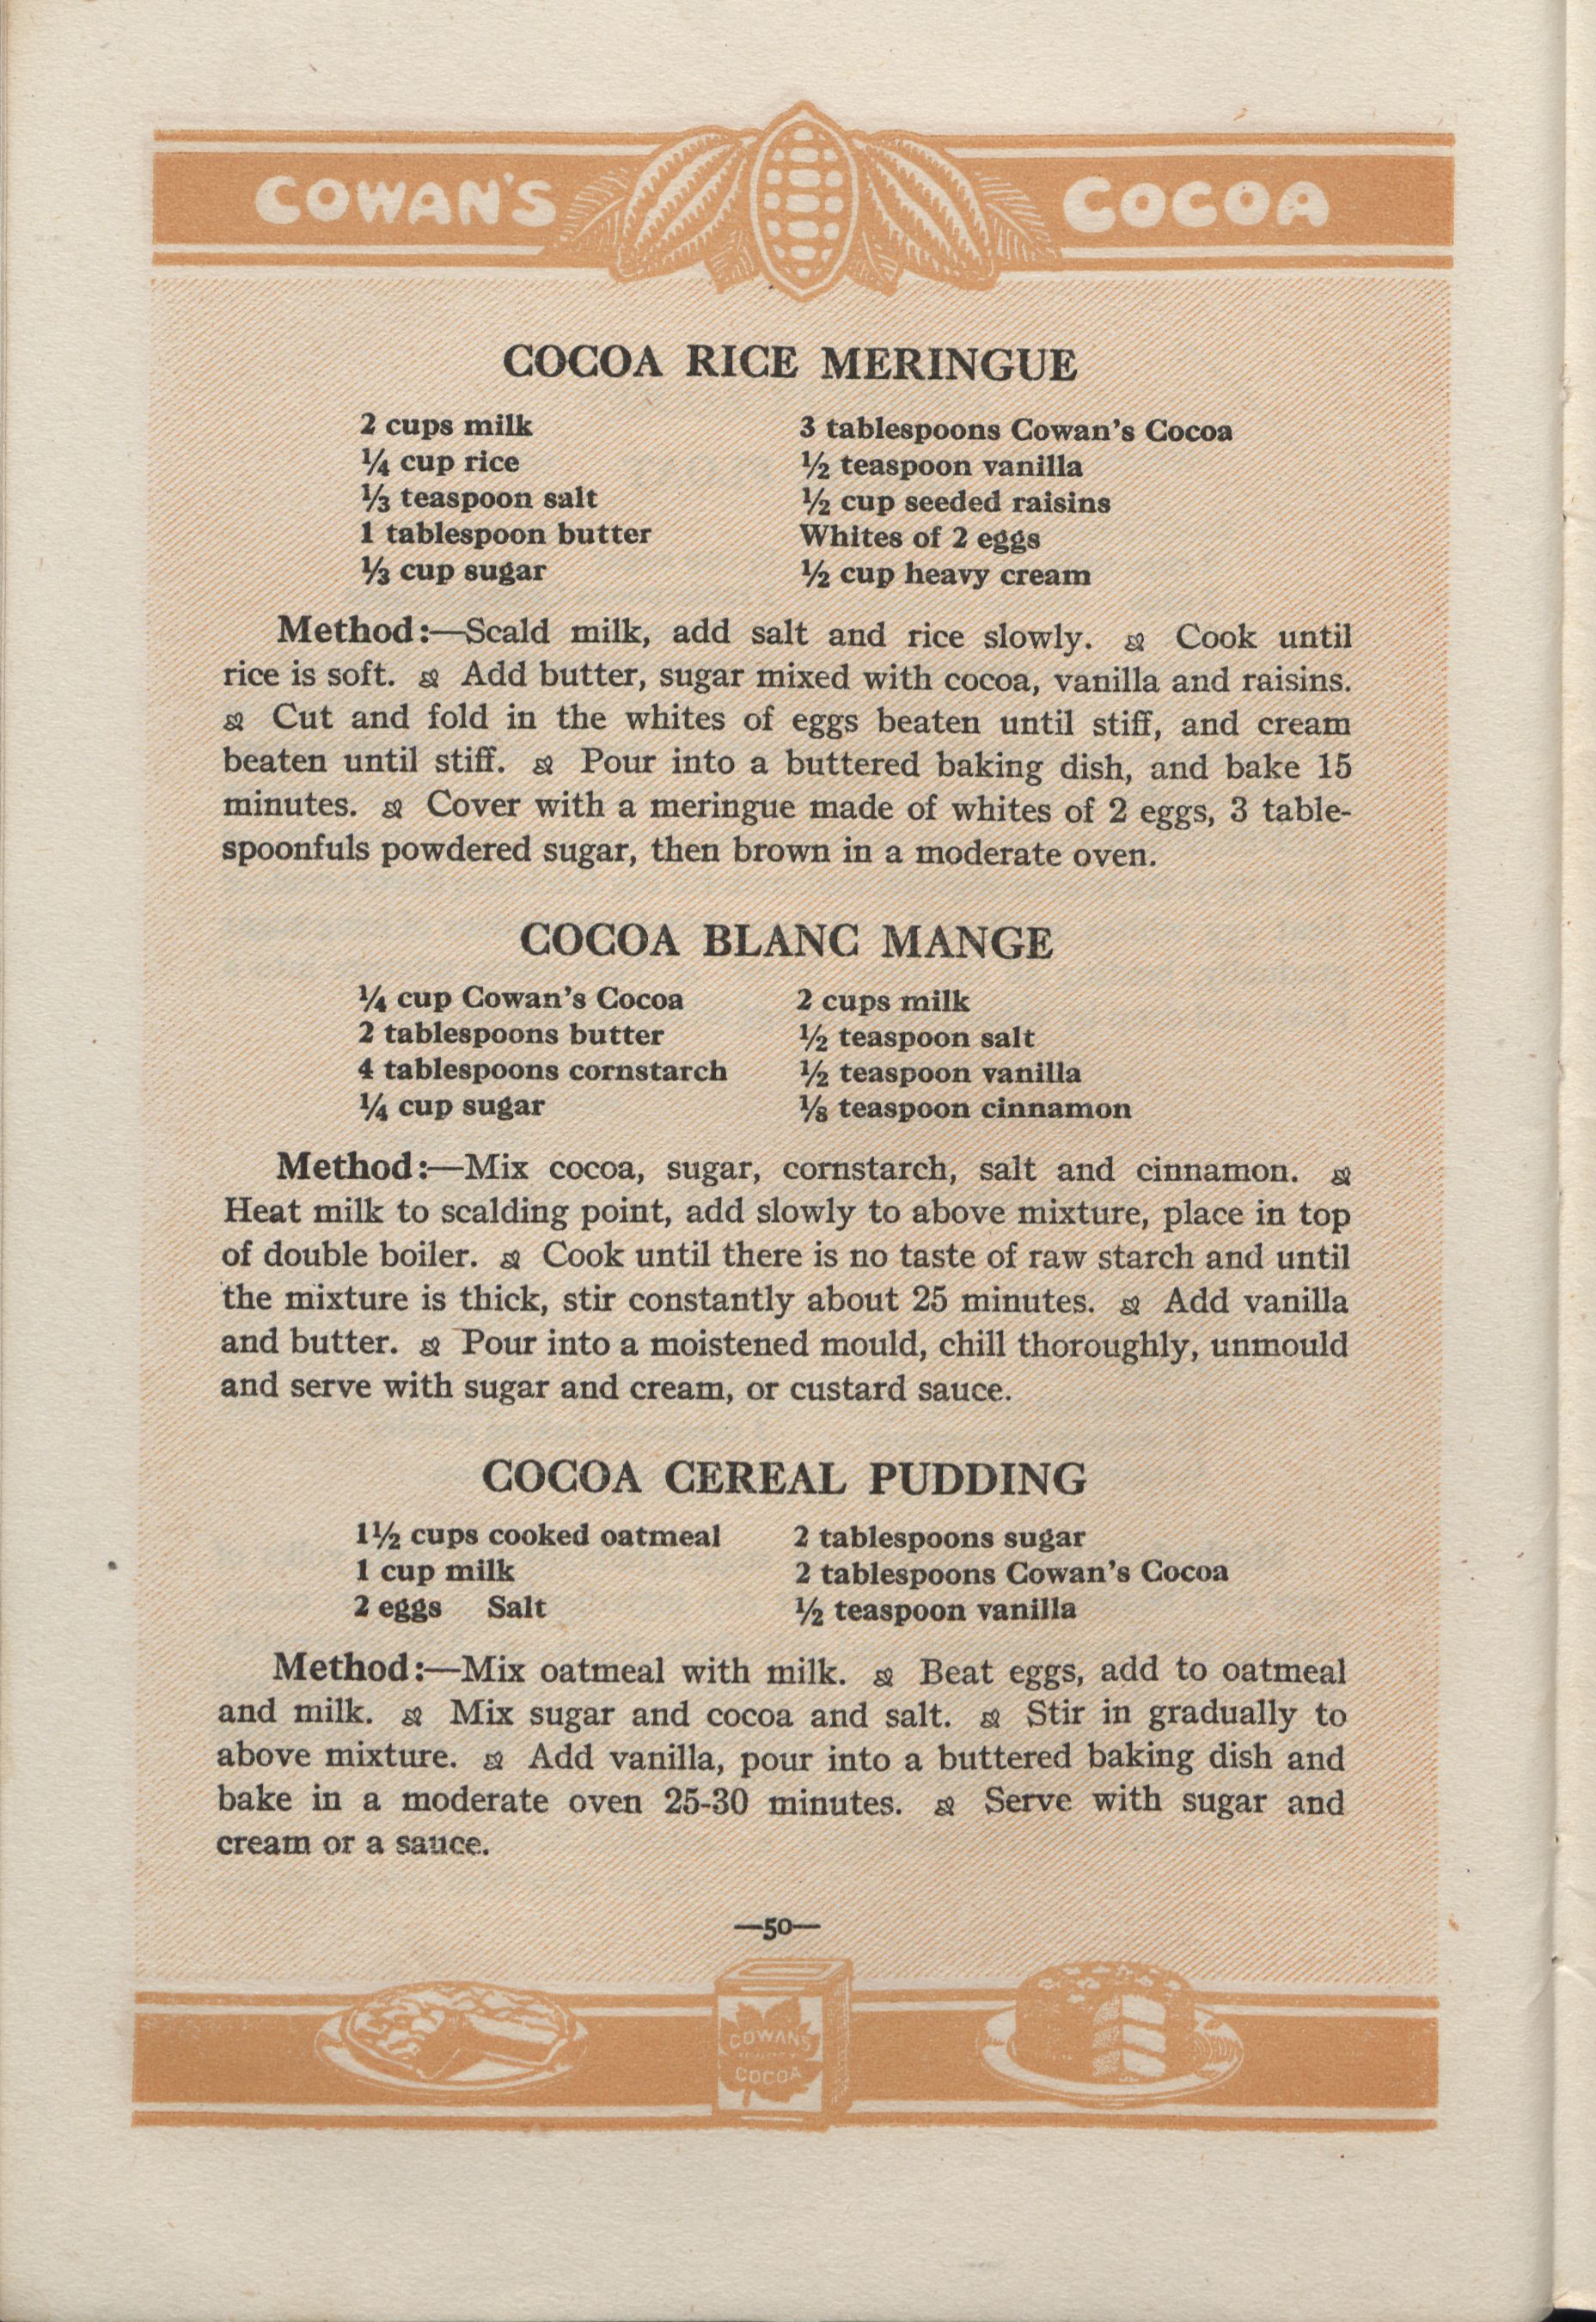 COWAN'S COCOA
COCOA RICE MERINGUE
2 cups milk
¼ cup rice
⅓ teaspoon salt
1 tablespoon butter
⅓ cup sugar
3 tablespoons Cowan's Cocoa
½ teaspoon vanilla
½ cup seeded raisins
Whites of 2 eggs
½ cup heavy cream
Method:—Scald milk, add salt and rice slowly. Cook until
rice is soft. Add butter, sugar mixed with cocoa, vanilla and raisins.
Cut and fold in the whites of eggs beaten until stiff, and cream
beaten until stiff. Pour into a buttered baking dish, and bake 15
minutes. Cover with a meringue made of whites of 2 eggs, 3 table-
spoonfuls powdered sugar, then brown in a moderate oven.
COCOA BLANC MANGE
¼ cup Cowan's Cocoa
2 tablespoons butter
4 tablespoons cornstarch
¼ cup sugar
2 cups milk
½ teaspoon salt
½ teaspoon vanilla
⅛ teaspoon cinnamon
Method:—Mix cocoa, sugar, cornstarch, salt and cinnamon.
Heat milk to scalding point, add slowly to above mixture, place in top
of double boiler. Cook until there is no taste of raw starch and until
the mixture is thick, stir constantly about 25 minutes. Add vanilla
and butter. Pour into a moistened mould, chill thoroughly, unmould
and serve with sugar and cream, or custard sauce.
COCOA CEREAL PUDDING
1½ cups cooked oatmeal
1 cup milk
2 eggs Salt
2 tablespoons sugar
2 tablespoons Cowan's Cocoa
½ teaspoon vanilla
Method:—Mix oatmeal with milk. Beat eggs, add to oatmeal
and milk. Mix sugar and cocoa and salt. Stir in gradually to
above mixture. Add vanilla, pour into a buttered baking dish and
bake in a moderate oven 25-30 minutes. Serve with sugar and
cream or a sauce.
—50—
COWANS
COCOA